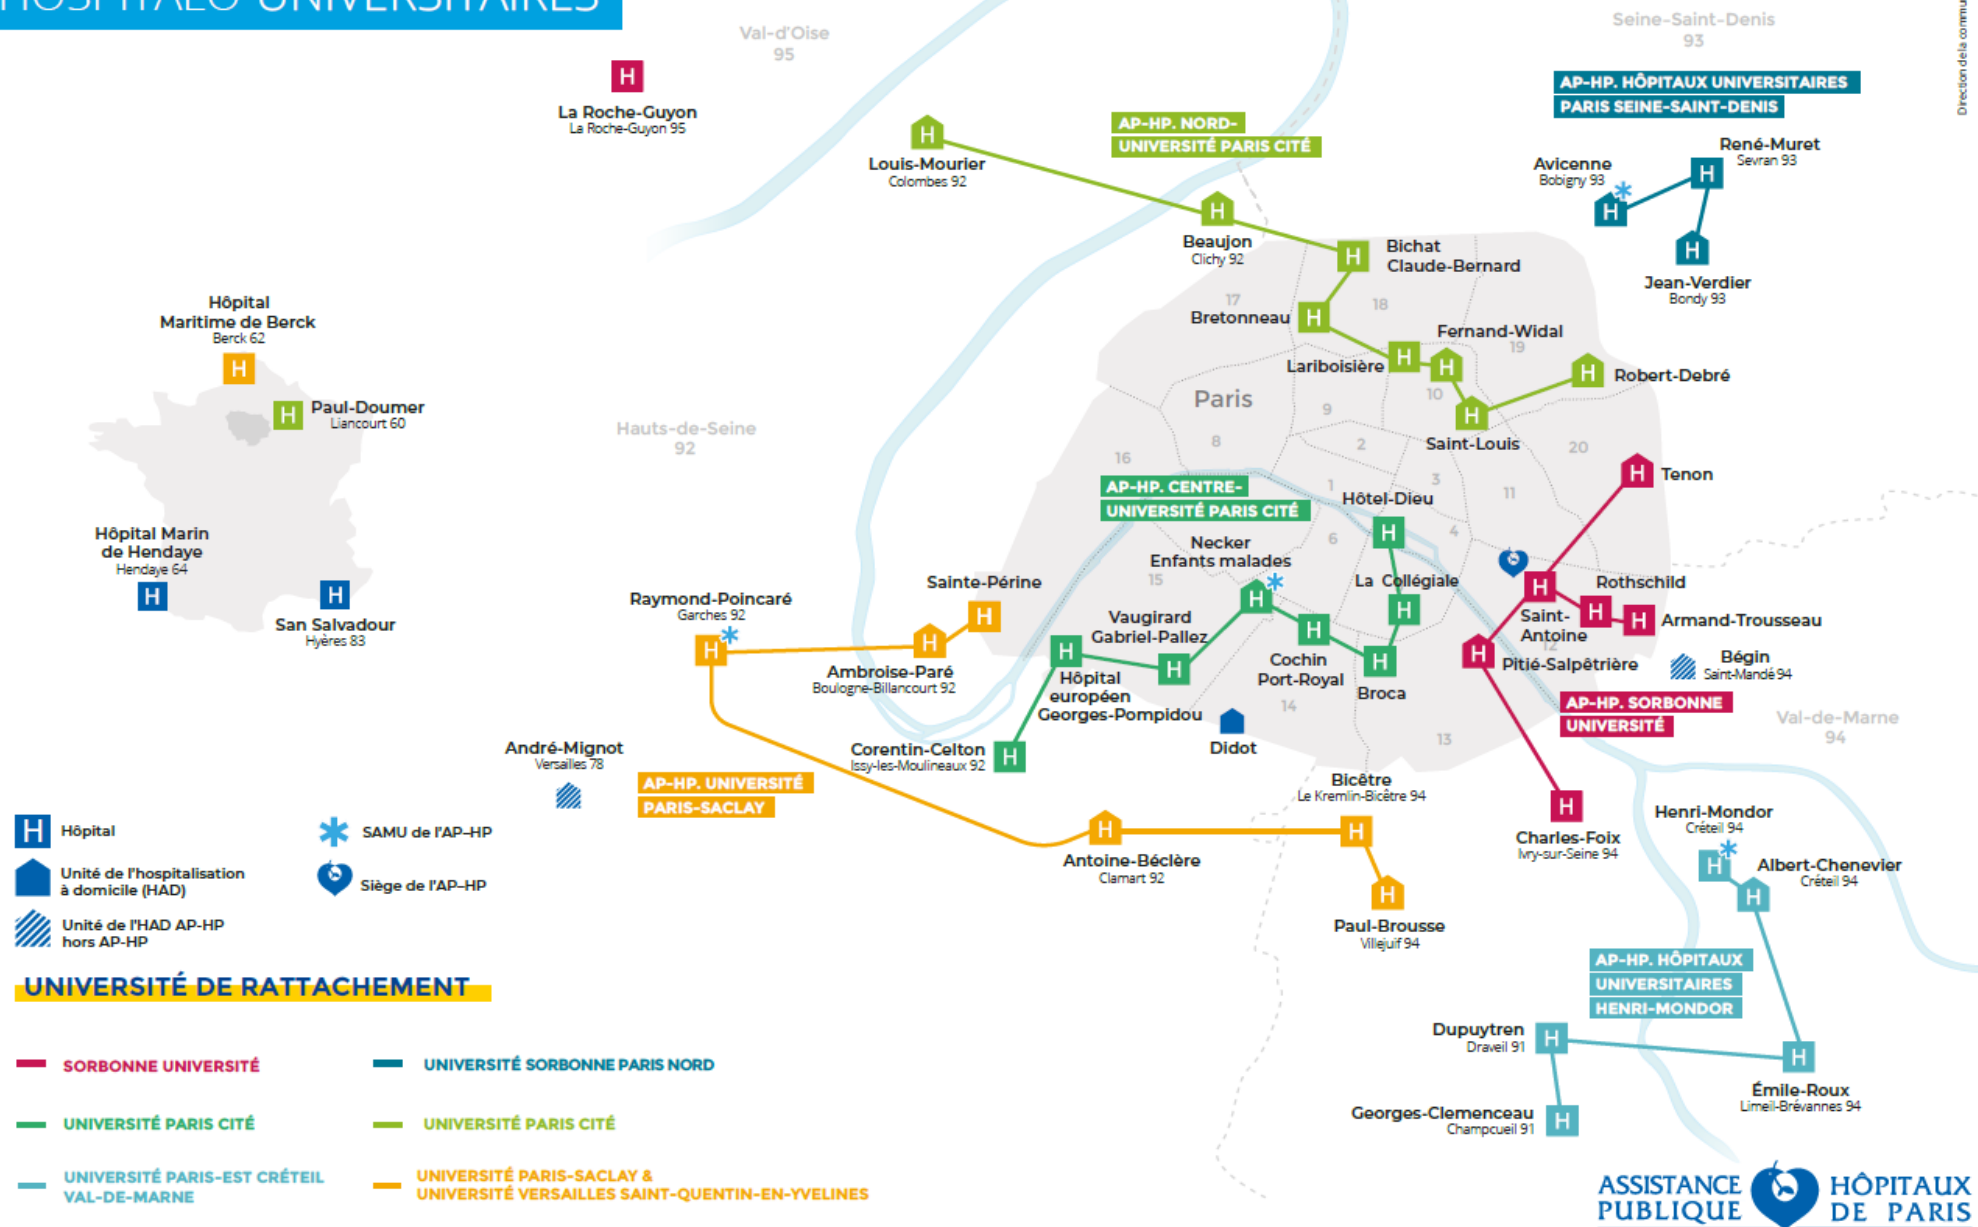 HOSPITALO-UNIVERSITAIRES
Val-d'Oise
95
Seine-Saint-Denis
93
H
La Roche-Guyon
La Roche-Guyon 95
AP-HP. HÔPITAUX UNIVERSITAIRES
PARIS SEINE-SAINT-DENIS
AP-HP. NORD-
UNIVERSITÉ PARIS CITÉ
H
Louis-Mourier
Colombes 92
René-Muret
Sevran 93
H
Avicenne
Bobigny 93
H
H
Beaujon
Clichy 92
H
Bichat
Claude-Bernard
H
Jean-Verdier
Bondy 93
17
18
Bretonneau
H
Fernand-Widal
19
Hôpital
Maritime de Berck
Berck 62
H
Lariboisière
H
H
H
Robert-Debré
Paris
9
10
H
Paul-Doumer
Liancourt 60
H
Saint-Louis
Hauts-de-Seine
92
8
2
20
16
H
Tenon
AP-HP. CENTRE-
UNIVERSITÉ PARIS CITÉ
1
3
11
Hôtel-Dieu
H
Hôpital Marin
de Hendaye
Hendaye 64
H
Necker
Enfants malades
6
4
15
H
San Salvadour
Hyères 83
Raymond-Poincaré
Garches 92
H
Sainte-Périne
H
H
La Collégiale
H
H
Rothschild
H
H
Armand-Trousseau
Saint-
Antoine
12
Vaugirard
Gabriel-Pallez
H
H
Ambroise-Paré
Boulogne-Billancourt 92
H
Hôpital
européen
Georges-Pompidou
H
Cochin
Port-Royal
H
Broca
H
Pitié-Salpêtrière
Bégin
Saint-Mandé 94
AP-HP. SORBONNE
UNIVERSITÉ
Val-de-Marne
94
14
13
Didot
André-Mignot
Versailles 78
Corentin-Celton
Issy-les-Moulineaux 92
H
AP-HP. UNIVERSITÉ
PARIS-SACLAY
Bicêtre
Le Kremlin-Bicêtre 94
H
H
Antoine-Béclère
Clamart 92
H
Charles-Foix
Ivry-sur-Seine 94
Henri-Mondor
Créteil 94
H
Albert-Chenevier
Créteil 94
H
H
Paul-Brousse
Villejuif 94
H
Hôpital
SAMU de l'AP-HP
Unité de l'hospitalisation
à domicile (HAD)
Siège de l'AP-HP
Unité de l'HAD AP-HP
hors AP-HP
AP-HP. HÔPITAUX
UNIVERSITAIRES
HENRI-MONDOR
Dupuytren
Draveil 91
H
H
Émile-Roux
Limeil-Brévannes 94
Georges-Clemenceau
Champcueil 91
H
UNIVERSITÉ DE RATTACHEMENT
SORBONNE UNIVERSITÉ
UNIVERSITÉ SORBONNE PARIS NORD
UNIVERSITÉ PARIS CITÉ
UNIVERSITÉ PARIS CITÉ
UNIVERSITÉ PARIS-EST CRÉTEIL
VAL-DE-MARNE
UNIVERSITÉ PARIS-SACLAY &
UNIVERSITÉ VERSAILLES SAINT-QUENTIN-EN-YVELINES
ASSISTANCE
PUBLIQUE
HÔPITAUX
DE PARIS
Direction de la